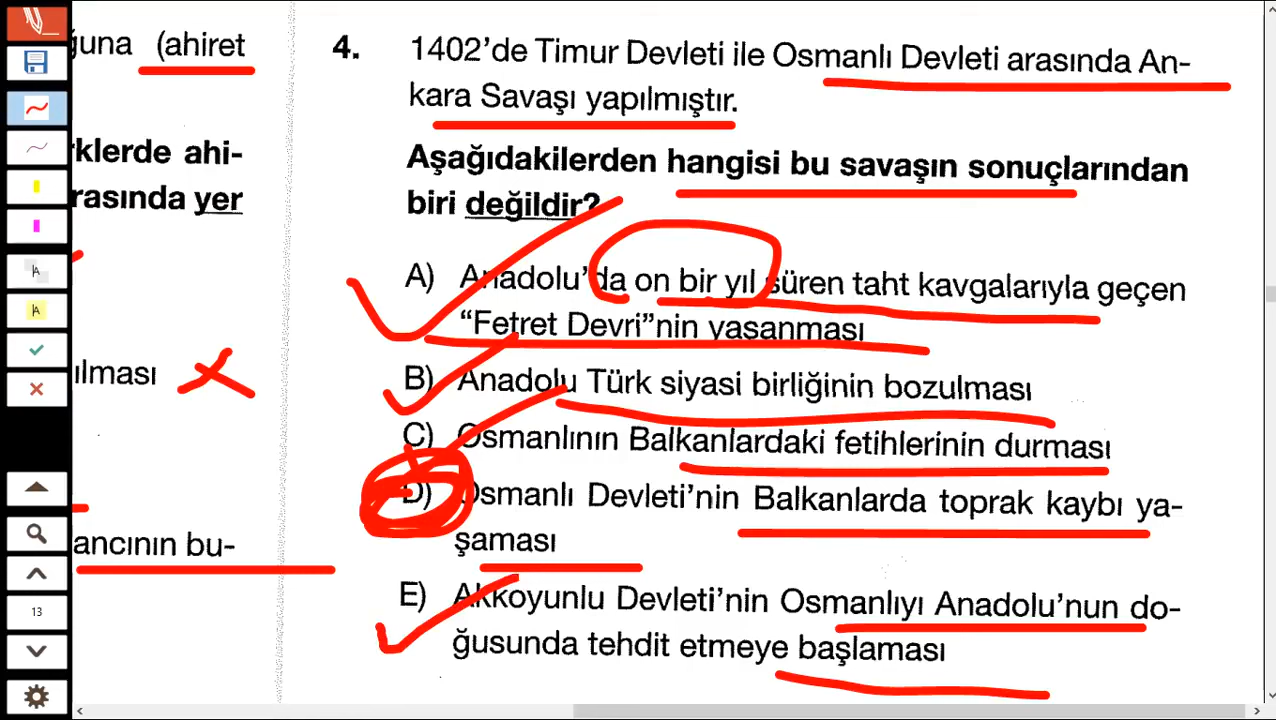 ğuna (ahiret
rklerde ahi-
rasında yer
ılması
ancının bu-
4. 1402’de Timur Devleti ile Osmanlı Devleti arasında An-
kara Savaşı yapılmıştır.
Aşağıdakilerden hangisi bu savaşın sonuçlarından
biri değildir?
A) Anadolu’da on bir yıl süren taht kavgalarıyla geçen
“Fetret Devri”nin yaşanması
B) Anadolu Türk siyasi birliğinin bozulması
C) Osmanlının Balkanlardaki fetihlerinin durması
D) Osmanlı Devleti’nin Balkanlarda toprak kaybı ya-
şaması
E) Akkoyunlu Devleti’nin Osmanlıyı Anadolu’nun do-
ğusunda tehdit etmeye başlaması
A
A
13